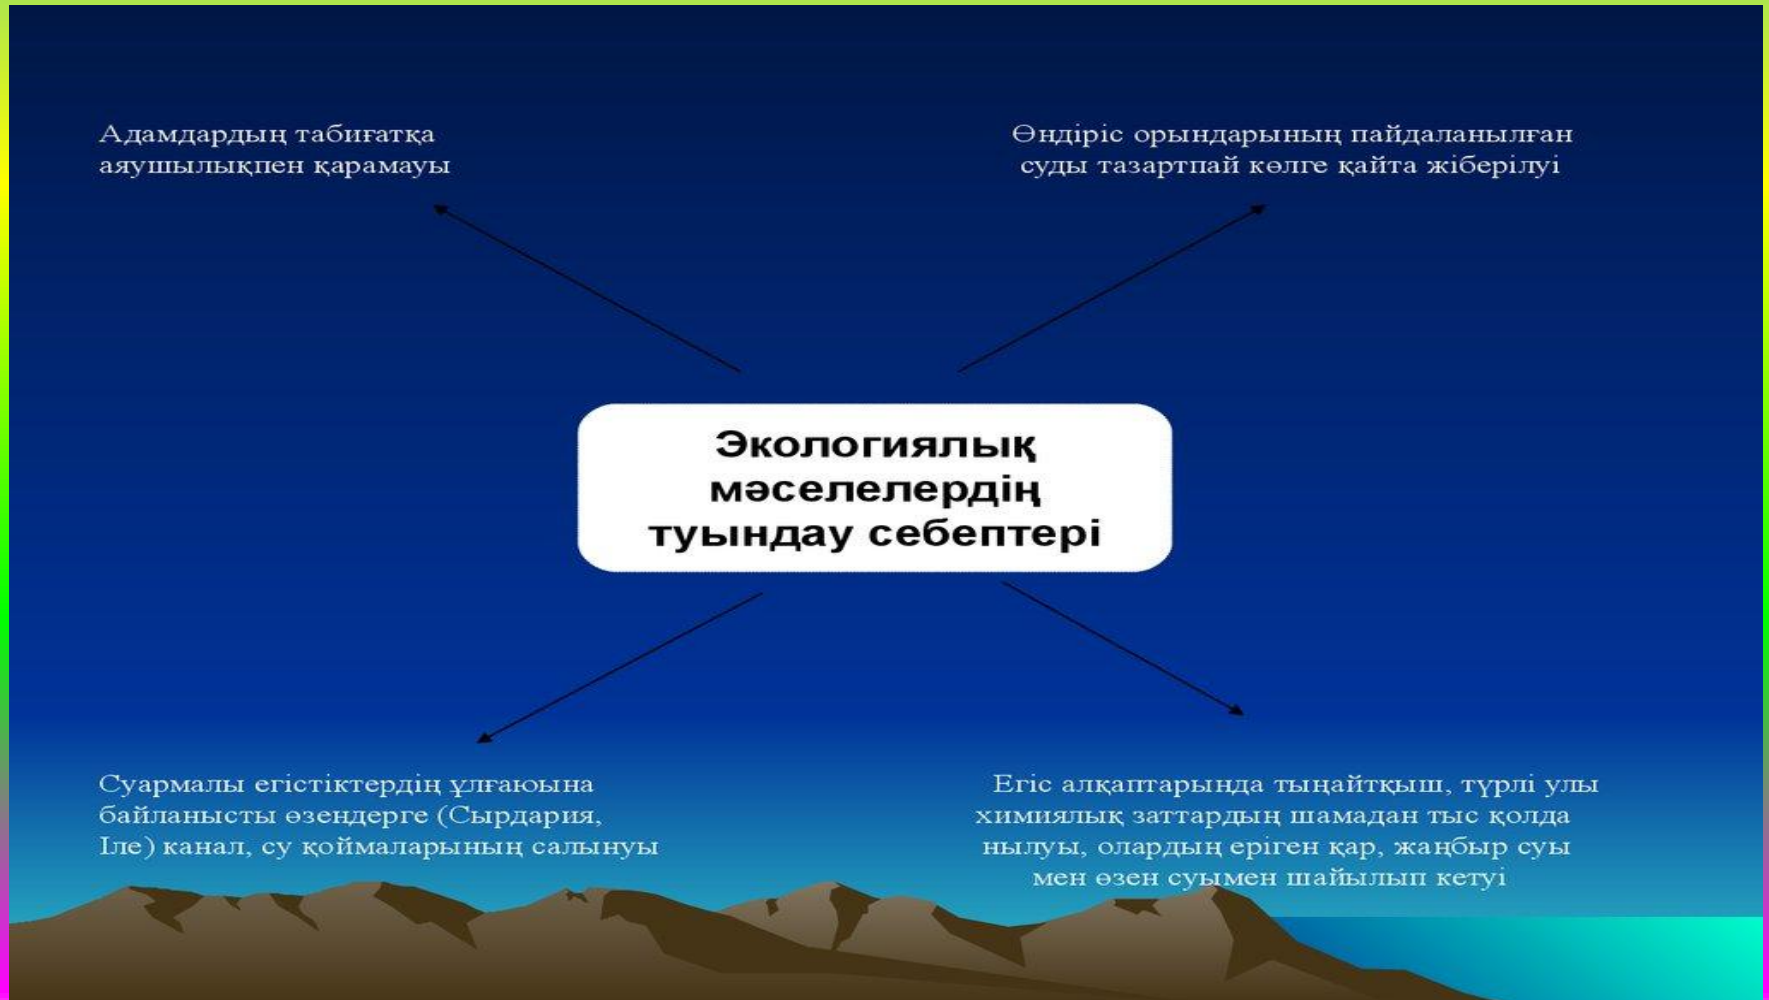 Адамдардың табиғатқа
аяушылықпен қарамауы
Өндіріс орындарының пайдаланылған
суды тазартпай көлге қайта жіберілуі
Экологиялық
мәселелердің
туындау себептері
Суармалы егістіктердің ұлғаюына
байланысты өзендерге (Сырдария,
Іле) канал, су қоймаларының салынуы
Егіс алқаптарында тыңайтқыш, түрлі улы
химиялық заттардың шамадан тыс қолда
нылуы, олардың еріген қар, жаңбыр суы
мен өзен суымен шайылып кетуі